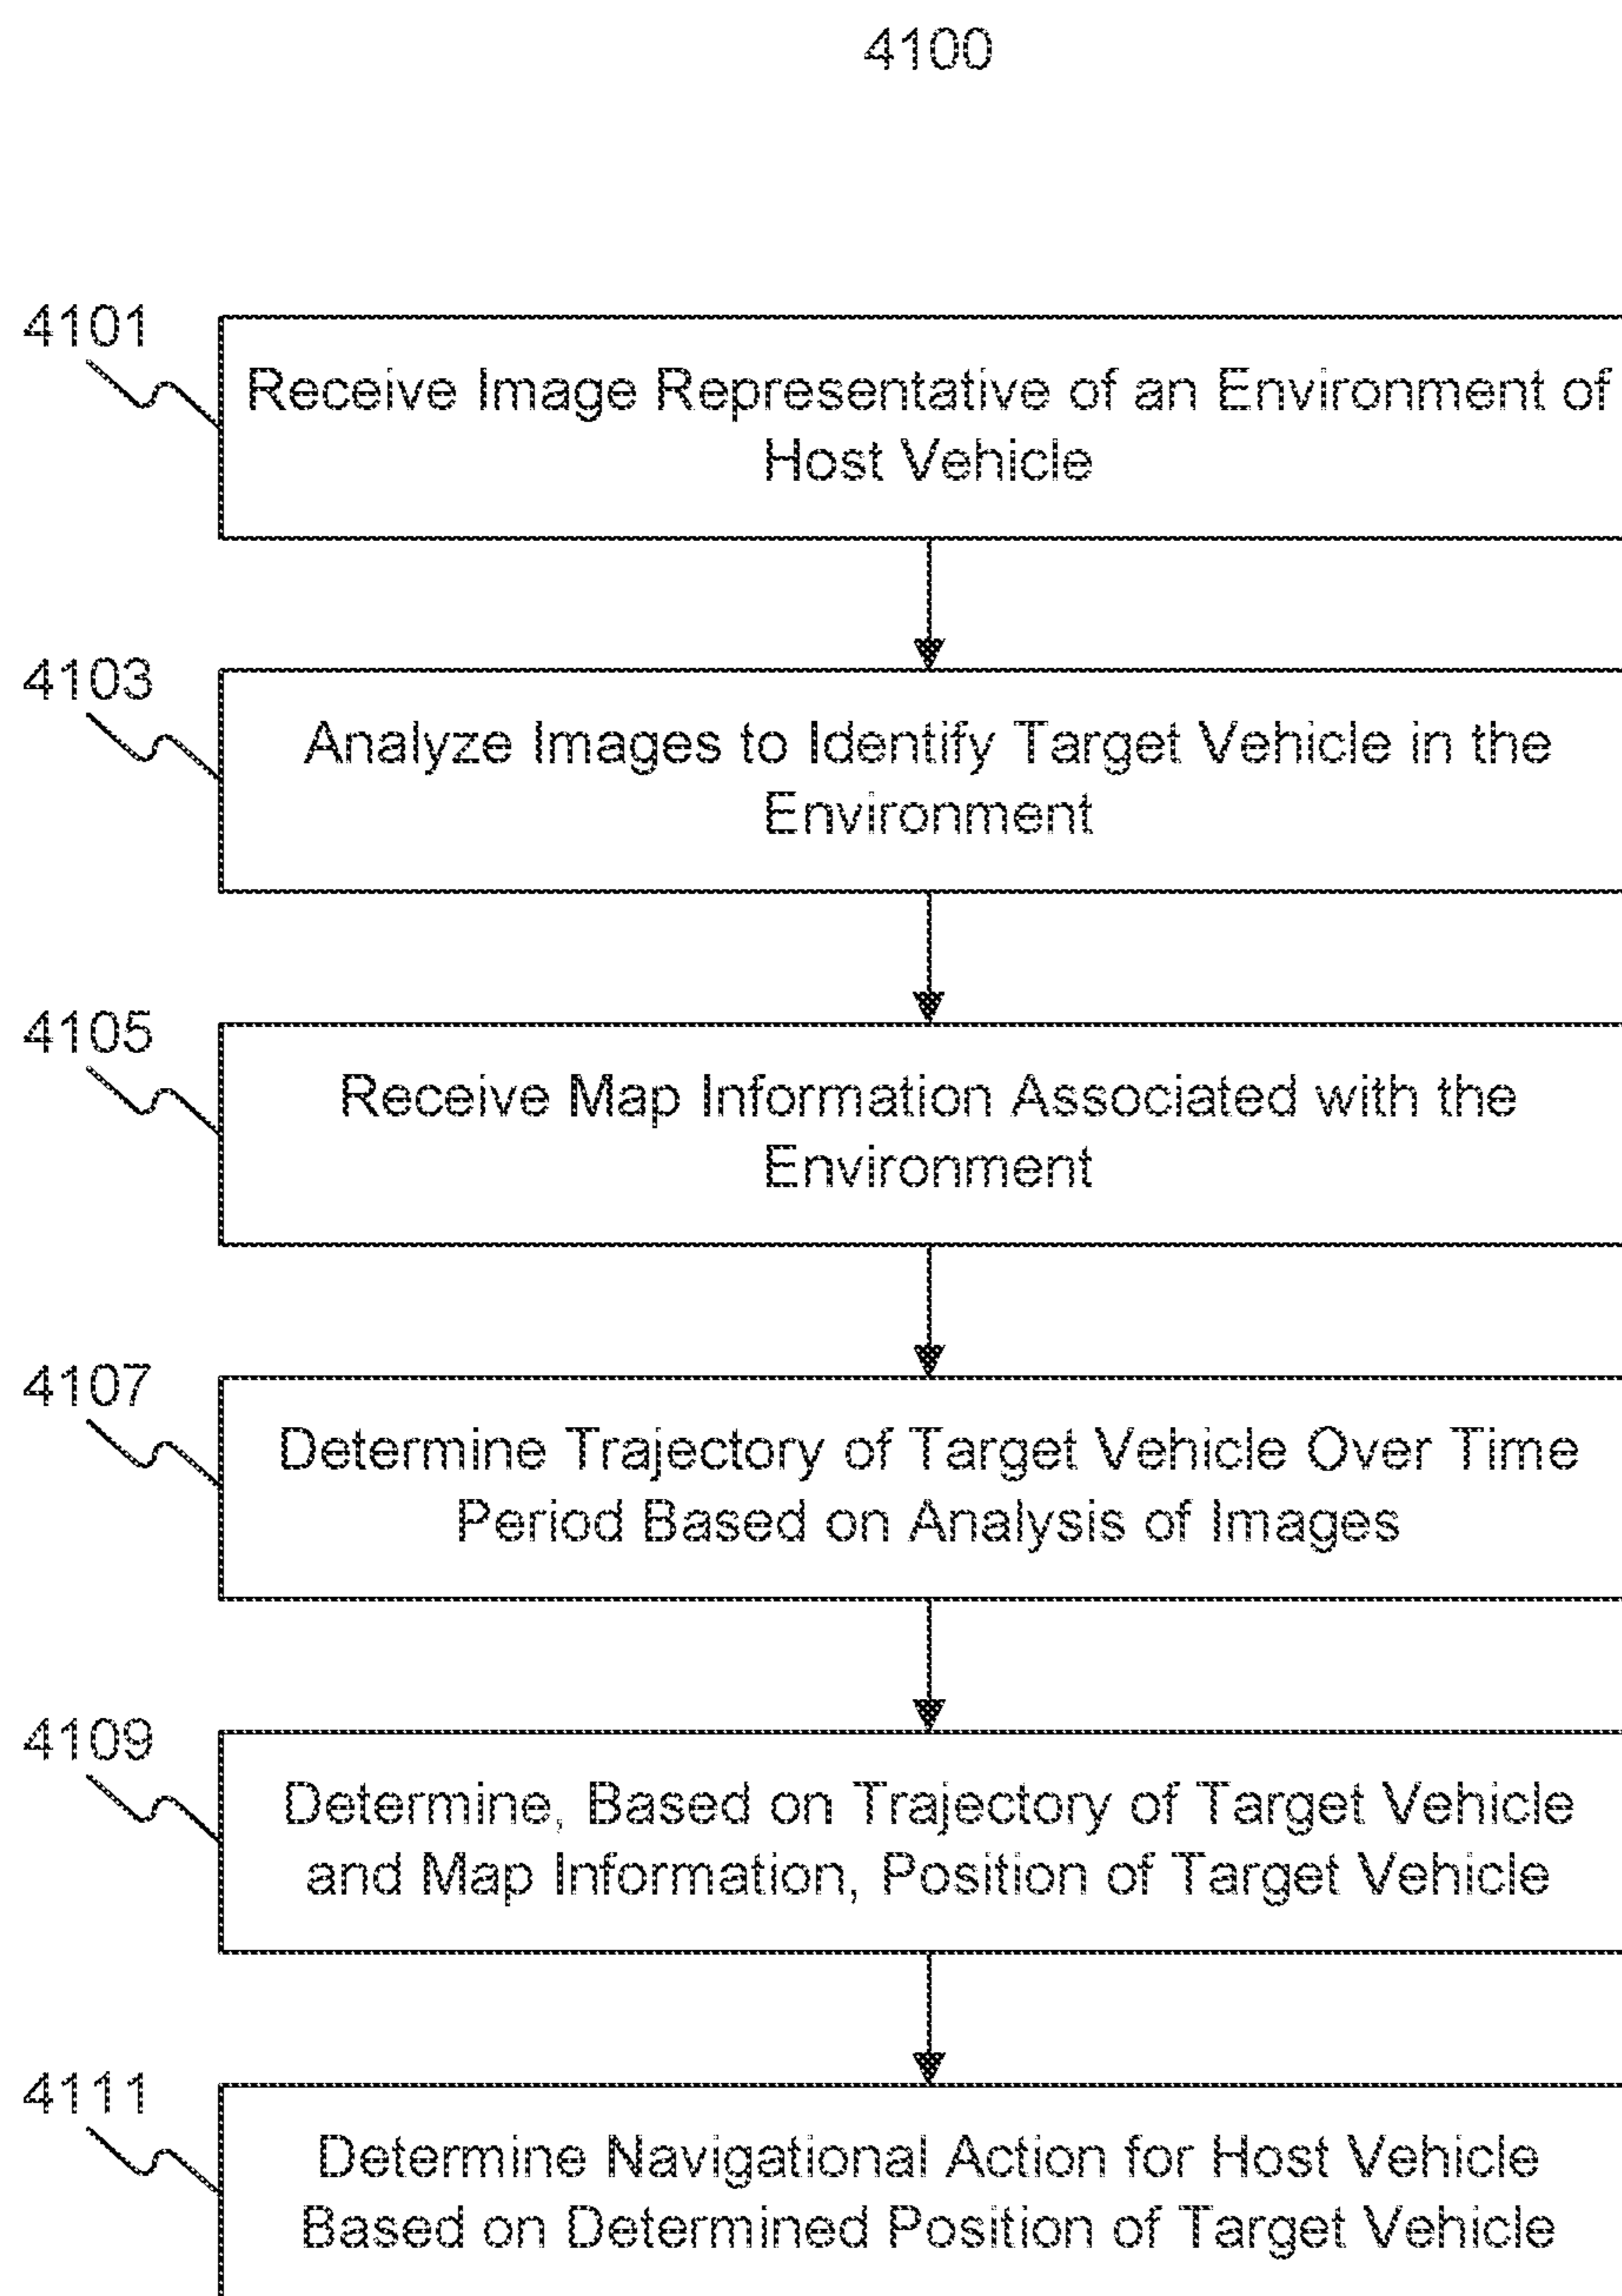 4100
4101
Receive Image Representative of an Environment of
Host Vehicle
4103
Analyze Images to Identify Target Vehicle in the
Environment
4105
Receive Map Information Associated with the
Environment
4107
Determine Trajectory of Target Vehicle Over Time
Period Based on Analysis of Images
4109
Determine, Based on Trajectory of Target Vehicle
and Map Information, Position of Target Vehicle
4111
Determine Navigational Action for Host Vehicle
Based on Determined Position of Target Vehicle